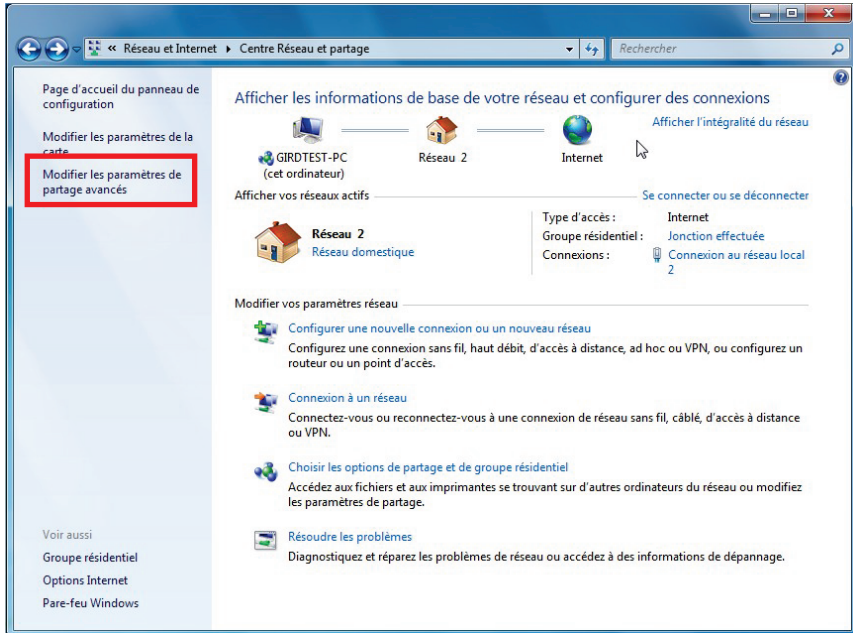 « Réseau et Internet ▸ Centre Réseau et partage
Rechercher
Page d'accueil du panneau de
configuration
Modifier les paramètres de la
carte
Modifier les paramètres de
partage avancés
Voir aussi
Groupe résidentiel
Options Internet
Pare-feu Windows
Afficher les informations de base de votre réseau et configurer des connexions
Afficher l'intégralité du réseau
GIRDTEST-PC
(cet ordinateur)
Réseau 2
Internet
Afficher vos réseaux actifs
Se connecter ou se déconnecter
Réseau 2
Réseau domestique
Type d'accès : Internet
Groupe résidentiel : Jonction effectuée
Connexions : Connexion au réseau local
2
Modifier vos paramètres réseau
Configurer une nouvelle connexion ou un nouveau réseau
Configurez une connexion sans fil, haut débit, d'accès à distance, ad hoc ou VPN, ou configurez un
routeur ou un point d'accès.
Connexion à un réseau
Connectez-vous ou reconnectez-vous à une connexion de réseau sans fil, câblé, d'accès à distance
ou VPN.
Choisir les options de partage et de groupe résidentiel
Accédez aux fichiers et aux imprimantes se trouvant sur d'autres ordinateurs du réseau ou modifiez
les paramètres de partage.
Résoudre les problèmes
Diagnostiquez et réparez les problèmes de réseau ou accédez à des informations de dépannage.